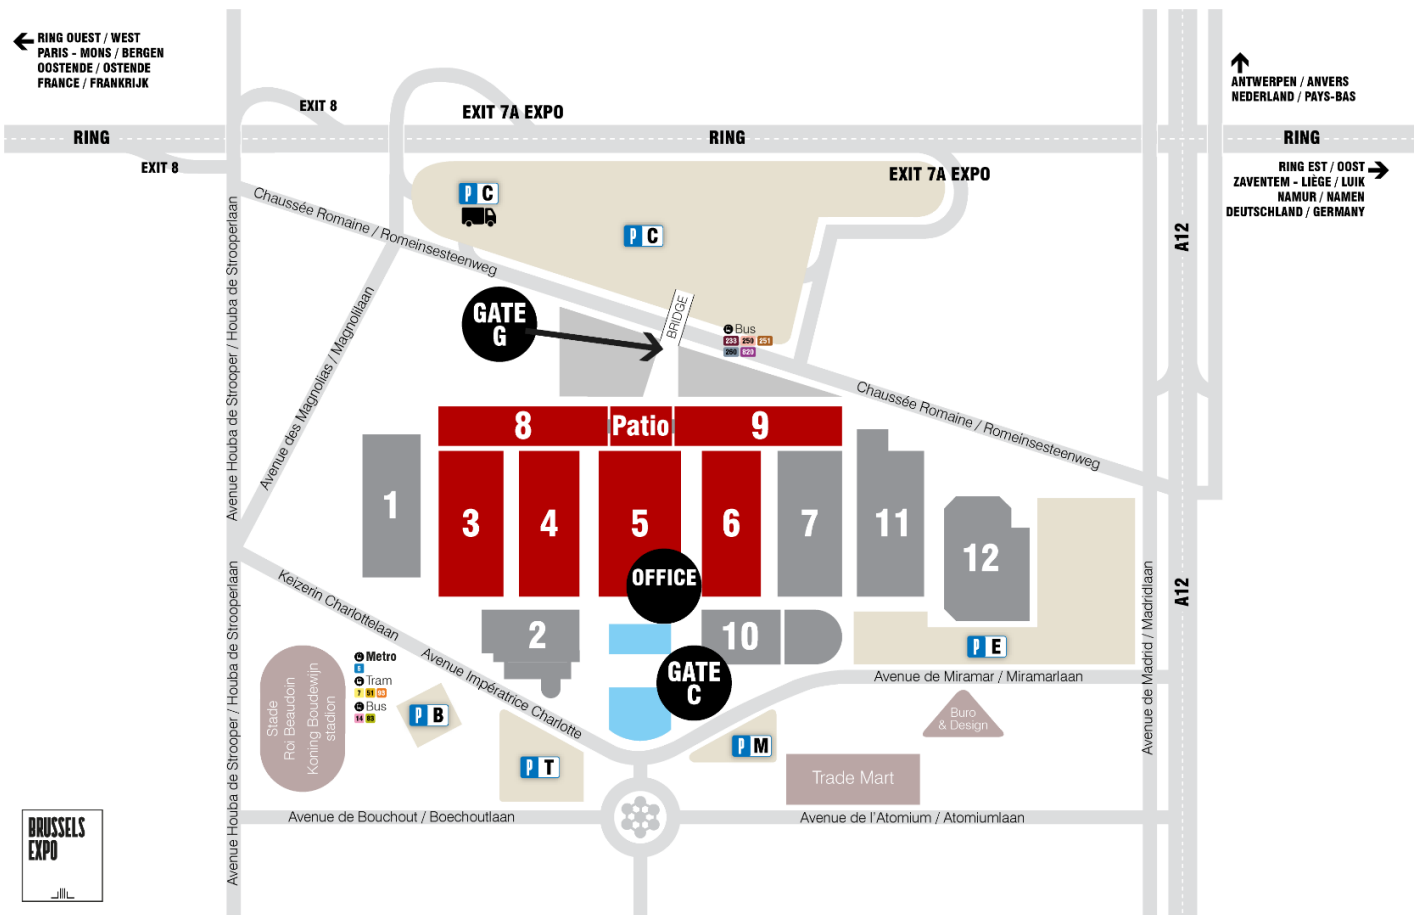 RING OUEST / WEST
PARIS - MONS / BERGEN
OOSTENDE / OSTENDE
FRANCE / FRANKRIJK
ANTWERPEN / ANVERS
NEDERLAND / PAYS-BAS
EXIT 8
EXIT 7A EXPO
RING
RING
RING
EXIT 8
EXIT 7A EXPO
RING EST / OOST
ZAVENTEM - LIÈGE / LUIK
NAMUR / NAMEN
DEUTSCHLAND / GERMANY
P C
P C
A12
Chaussée Romaine / Romeinsesteenweg
Avenue Houba de Strooper / Houba de Strooperlaan
Avenue des Magnolias / Magnolilaan
GATE
G
BRIDGE
Bus
233 250 251
260 820
Chaussée Romaine / Romeinsesteenweg
8
Patio
9
1
3
4
5
6
7
11
12
OFFICE
A12
Avenue de Madrid / Madridlaan
Avenue Houba de Strooper / Houba de Strooperlaan
Keizerin Charlottelaan
Avenue Impératrice Charlotte
2
10
P E
GATE
C
Avenue de Miramar / Miramarlaan
Metro
6
Tram
7 51 93
Bus
14 83
Stade
Roi Beaudoin
Koning Boudewijn
stadion
P B
P T
P M
Buro
& Design
Trade Mart
Avenue de Bouchout / Boechoutlaan
Avenue de l'Atomium / Atomiumlaan
BRUSSELS
EXPO